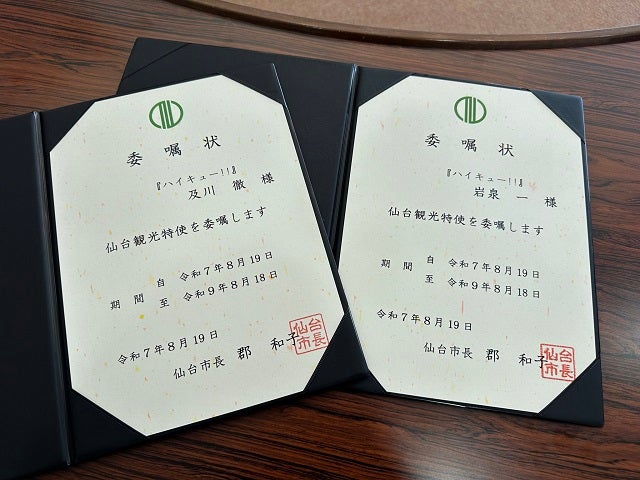 委嘱状
『ハイキュー!!』
及川 徹 様
仙台観光特使を委嘱します
期間 自 令和7年8月19日
至 令和9年8月18日
令和7年8月19日
仙台市長 郡 和子
仙台市長
委嘱状
『ハイキュー!!』
岩泉 一 様
仙台観光特使を委嘱します
期間 自 令和7年8月19日
至 令和9年8月18日
令和7年8月19日
仙台市長 郡 和子
仙台市長